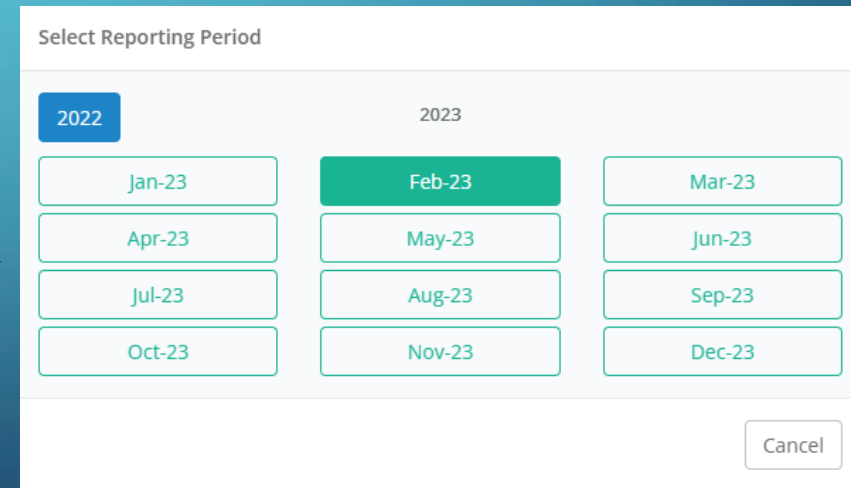 Select Reporting Period
2022 2023
Jan-23 Feb-23 Mar-23
Apr-23 May-23 Jun-23
Jul-23 Aug-23 Sep-23
Oct-23 Nov-23 Dec-23
Cancel